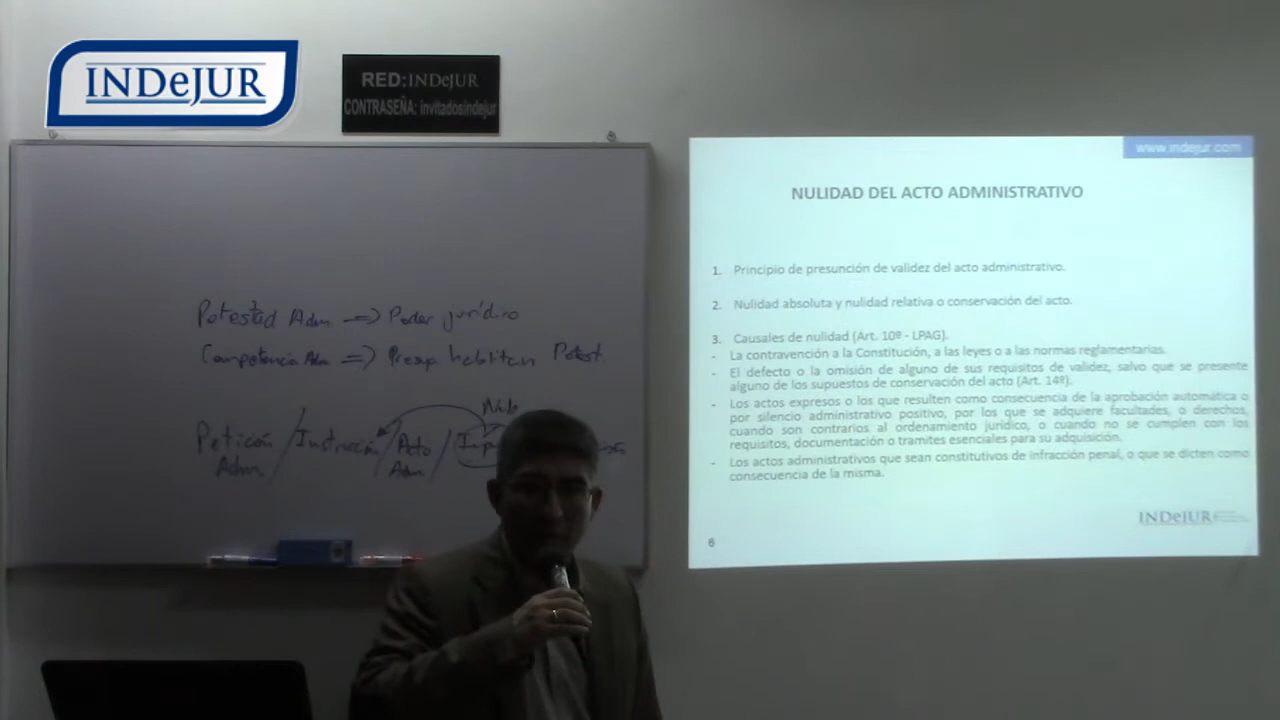 INDeJUR
RED:INDeJUR
CONTRASEÑA: invitadosindejur
Potestad Adm. => Poder jurídico
Competencia Adm => Presup habilitan Potest.
Nulo
Petición / Instrucción / Acto /
Adm. Adm
www.indejur.com
NULIDAD DEL ACTO ADMINISTRATIVO
1. Principio de presunción de validez del acto administrativo.
2. Nulidad absoluta y nulidad relativa o conservación del acto.
3. Causales de nulidad (Art. 10º - LPAG).
- La contravención a la Constitución, a las leyes o a las normas reglamentarias.
- El defecto o la omisión de alguno de sus requisitos de validez, salvo que se presente
alguno de los supuestos de conservación del acto (Art. 14º).
- Los actos expresos o los que resulten como consecuencia de la aprobación automática o
por silencio administrativo positivo, por los que se adquiere facultades, o derechos,
cuando son contrarios al ordenamiento jurídico, o cuando no se cumplen con los
requisitos, documentación o tramites esenciales para su adquisición.
- Los actos administrativos que sean constitutivos de infracción penal, o que se dicten como
consecuencia de la misma.
INDeJUR
6